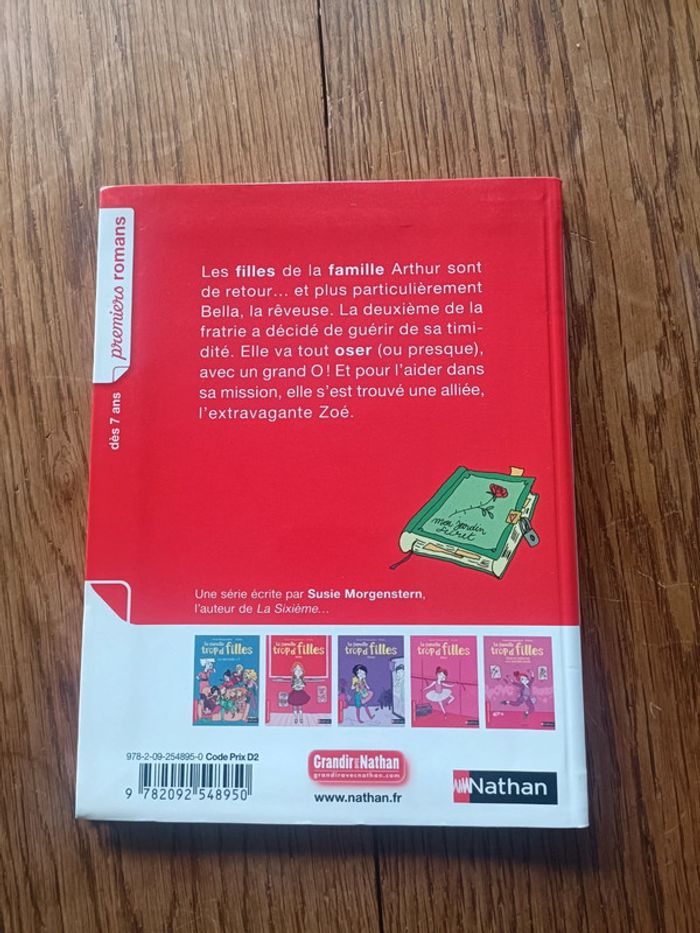 premiers romans
dès 7 ans
Les filles de la famille Arthur sont
de retour... et plus particulièrement
Bella, la rêveuse. La deuxième de la
fratrie a décidé de guérir de sa timi-
dité. Elle va tout oser (ou presque),
avec un grand O ! Et pour l'aider dans
sa mission, elle s'est trouvé une alliée,
l'extravagante Zoé.
mon jardin
secret
Une série écrite par Susie Morgenstern,
l'auteur de La Sixième...
la famille
trop d'filles
la famille
trop d'filles
la famille
trop d'filles
la famille
trop d'filles
la famille
trop d'filles
978-2-09-254895-0 Code Prix D2
9 782092 548950
Grandir avec Nathan
grandiravecnathan.com
www.nathan.fr
Nathan